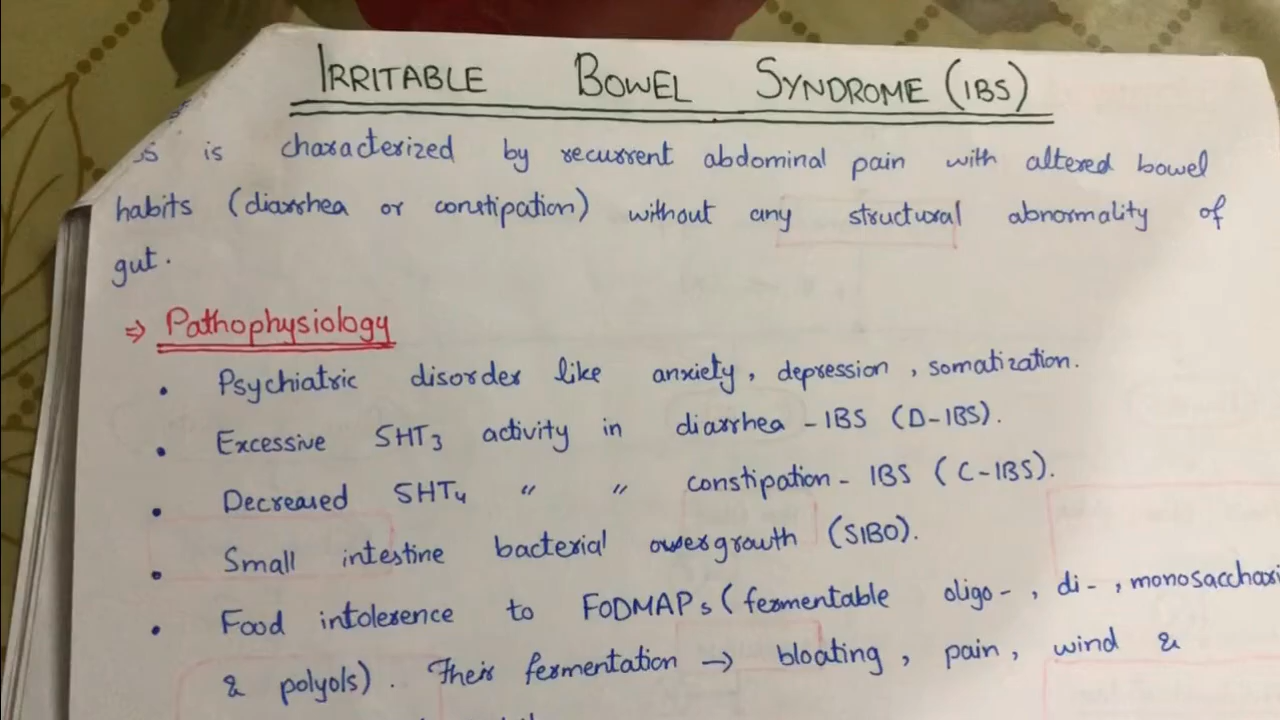 IRRITABLE BOWEL SYNDROME (IBS)
is characterized by recurrent abdominal pain with altered bowel
habits (diarrhea or constipation) without any structural abnormality of
gut.
⇒ Pathophysiology
• Psychiatric disorder like anxiety, depression, somatization.
• Excessive 5HT3 activity in diarrhea - IBS (D-IBS).
• Decreased 5HT4 " " constipation - IBS (C-IBS).
• Small intestine bacterial overgrowth (SIBO).
• Food intolerence to FODMAPs (fermentable oligo-, di-, monosacchari
& polyols). Their fermentation → bloating, pain, wind &